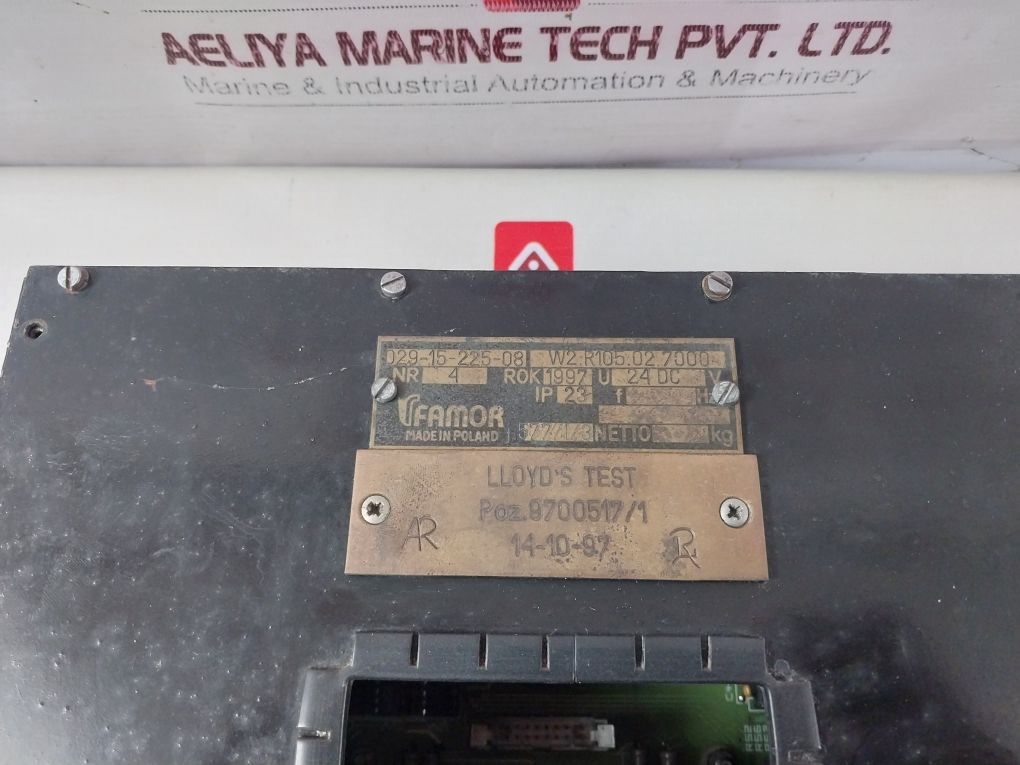 AELIYA MARINE TECH PVT. LTD.
Marine & Industrial Automation & Machinery
029-15-225-08 W2.R105.02.7000
NR 4 ROK 1997 U 24 DC V
IP 23 f H
FAMOR
MADE IN POLAND NETTO kg
LLOYD'S TEST
Poz.9700517/1
AR 14-10-97